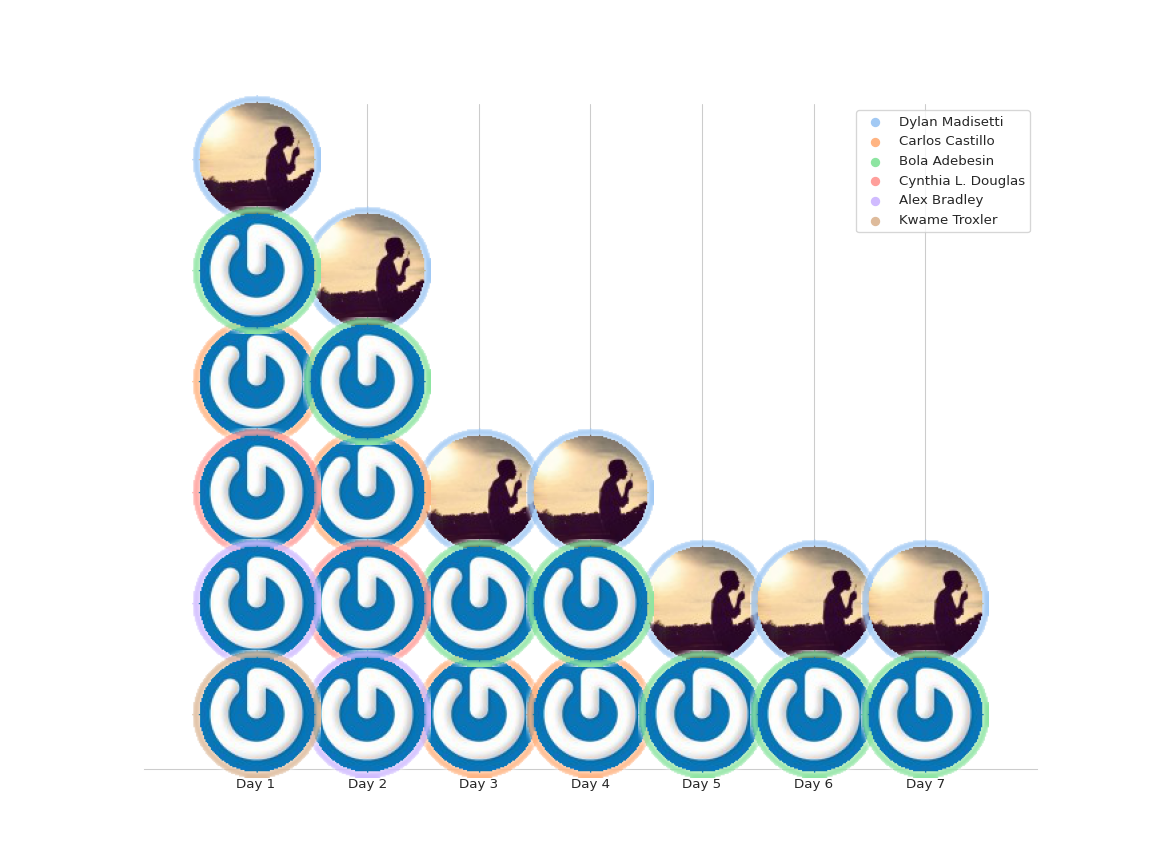 Dylan Madisetti
Carlos Castillo
Bola Adebesin
Cynthia L. Douglas
Alex Bradley
Kwame Troxler
Day 1
Day 2
Day 3
Day 4
Day 5
Day 6
Day 7